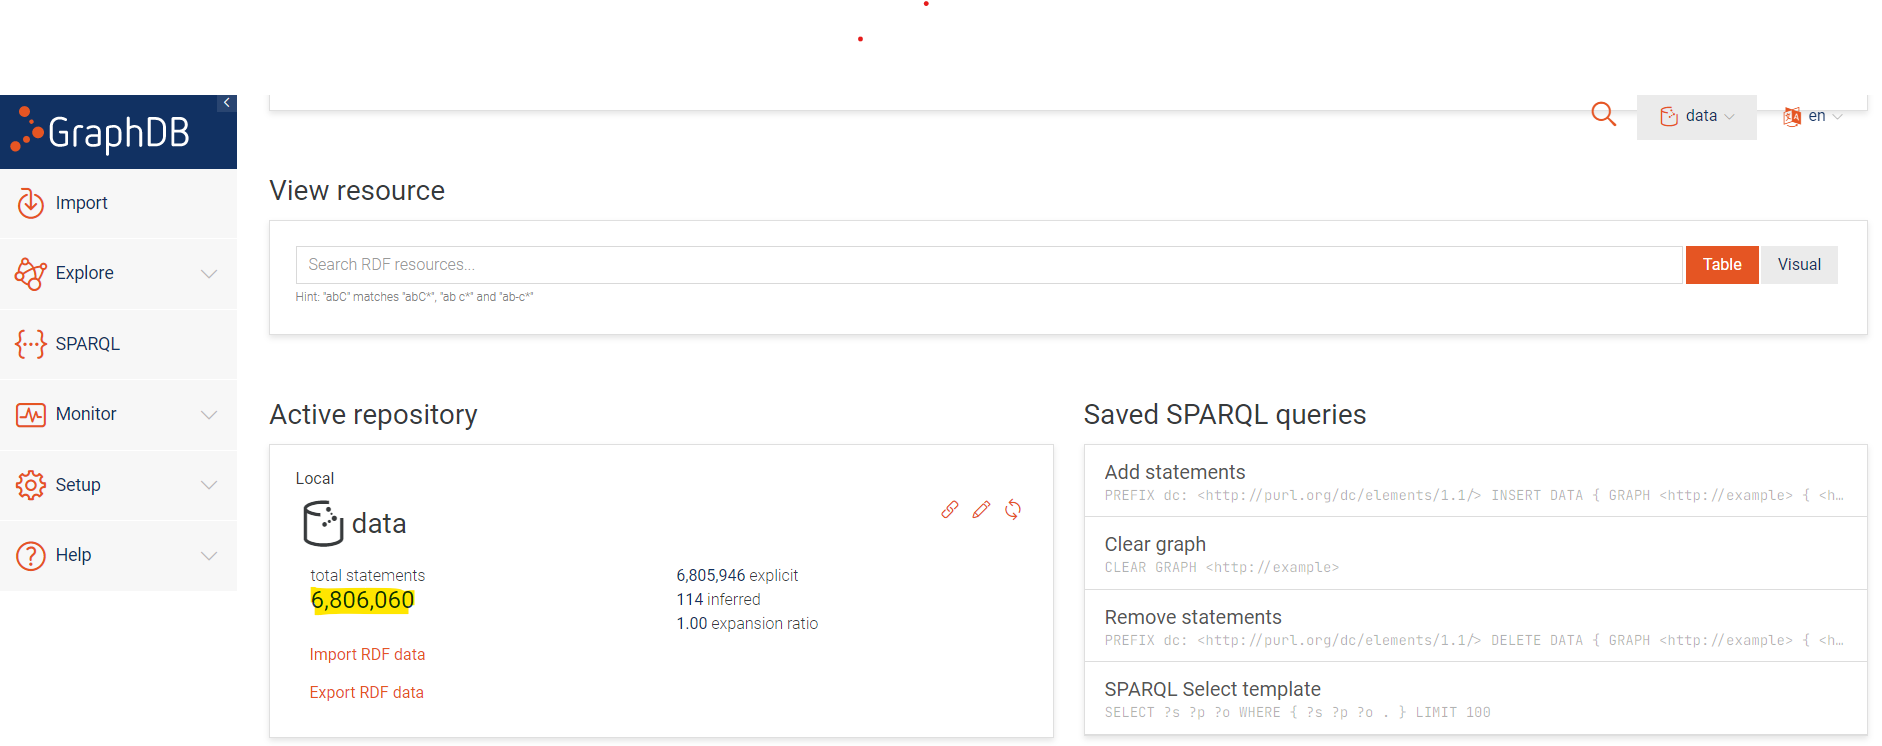 GraphDB
data
en
Import
Explore
SPARQL
Monitor
Setup
Help
View resource
Search RDF resources...
Table
Visual
Hint: "abC" matches "abC*", "ab c*" and "ab-c*"
Active repository
Local
data
total statements
6,806,060
6,805,946 explicit
114 inferred
1.00 expansion ratio
Import RDF data
Export RDF data
Saved SPARQL queries
Add statements
PREFIX dc: <http://purl.org/dc/elements/1.1/> INSERT DATA { GRAPH <http://example> { <h…
Clear graph
CLEAR GRAPH <http://example>
Remove statements
PREFIX dc: <http://purl.org/dc/elements/1.1/> DELETE DATA { GRAPH <http://example> { <h…
SPARQL Select template
SELECT ?s ?p ?o WHERE { ?s ?p ?o . } LIMIT 100